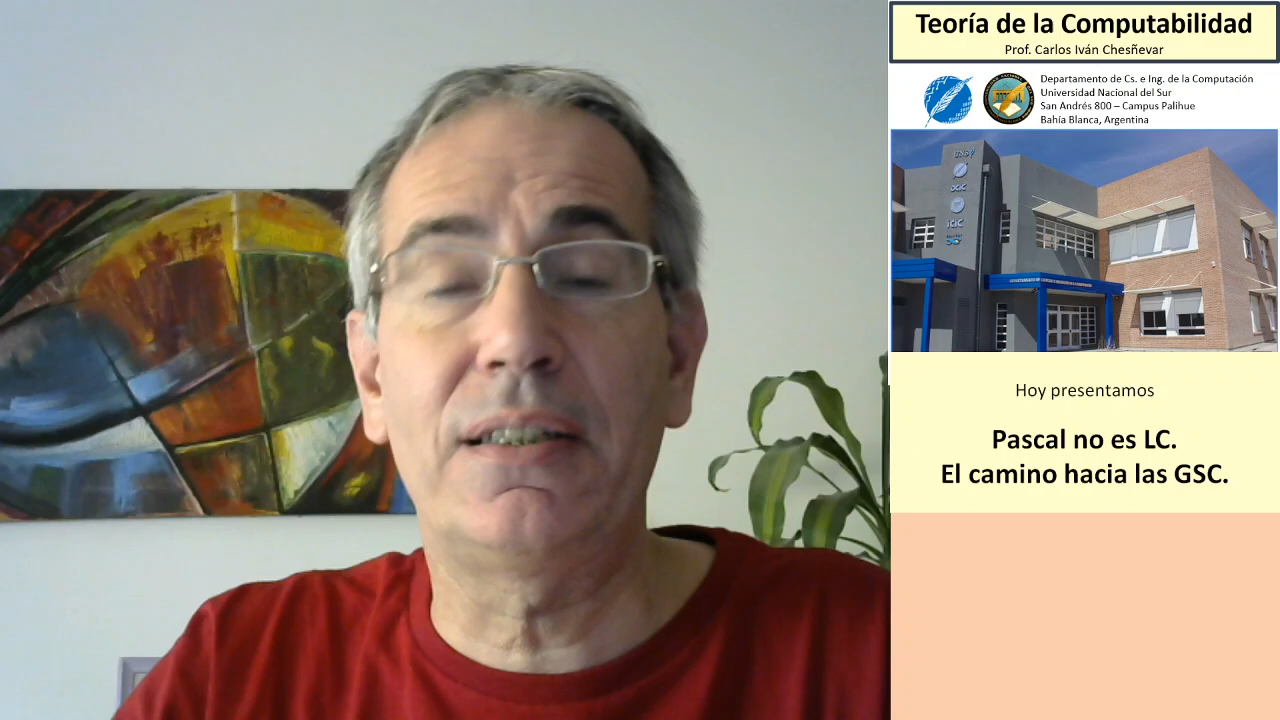 Teoría de la Computabilidad
Prof. Carlos Iván Chesñevar
Departamento de Cs. e Ing. de la Computación
Universidad Nacional del Sur
San Andrés 800 – Campus Palihue
Bahía Blanca, Argentina
DCIC
ICIC
Hoy presentamos
Pascal no es LC.
El camino hacia las GSC.